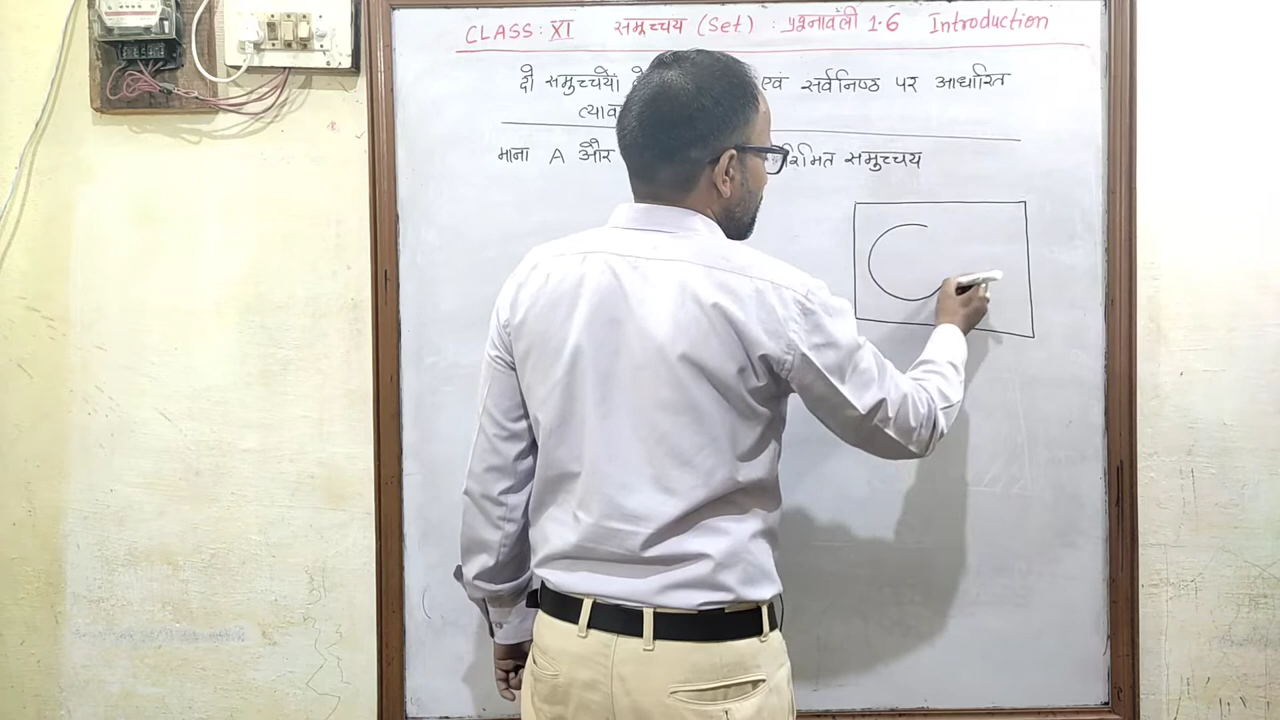 CLASS: XI समुच्चय (Set) : प्रश्नावली 1.6 Introduction
दो समुच्चयों एवं सर्वनिष्ठ पर आधारित
माना A और समुच्चय